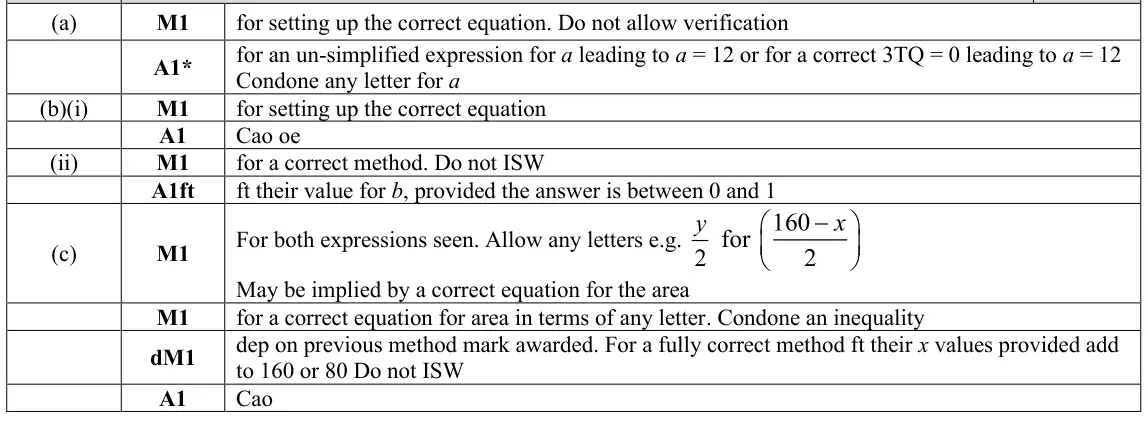 (a) M1 for setting up the correct equation. Do not allow verification
A1* for an un-simplified expression for a leading to a = 12 or for a correct 3TQ = 0 leading to a = 12
Condone any letter for a
(b)(i) M1 for setting up the correct equation
A1 Cao oe
(ii) M1 for a correct method. Do not ISW
A1ft ft their value for b, provided the answer is between 0 and 1
(c) M1 For both expressions seen. Allow any letters e.g. y/2 for ((160 − x)/2)
May be implied by a correct equation for the area
M1 for a correct equation for area in terms of any letter. Condone an inequality
dM1 dep on previous method mark awarded. For a fully correct method ft their x values provided add
to 160 or 80 Do not ISW
A1 Cao